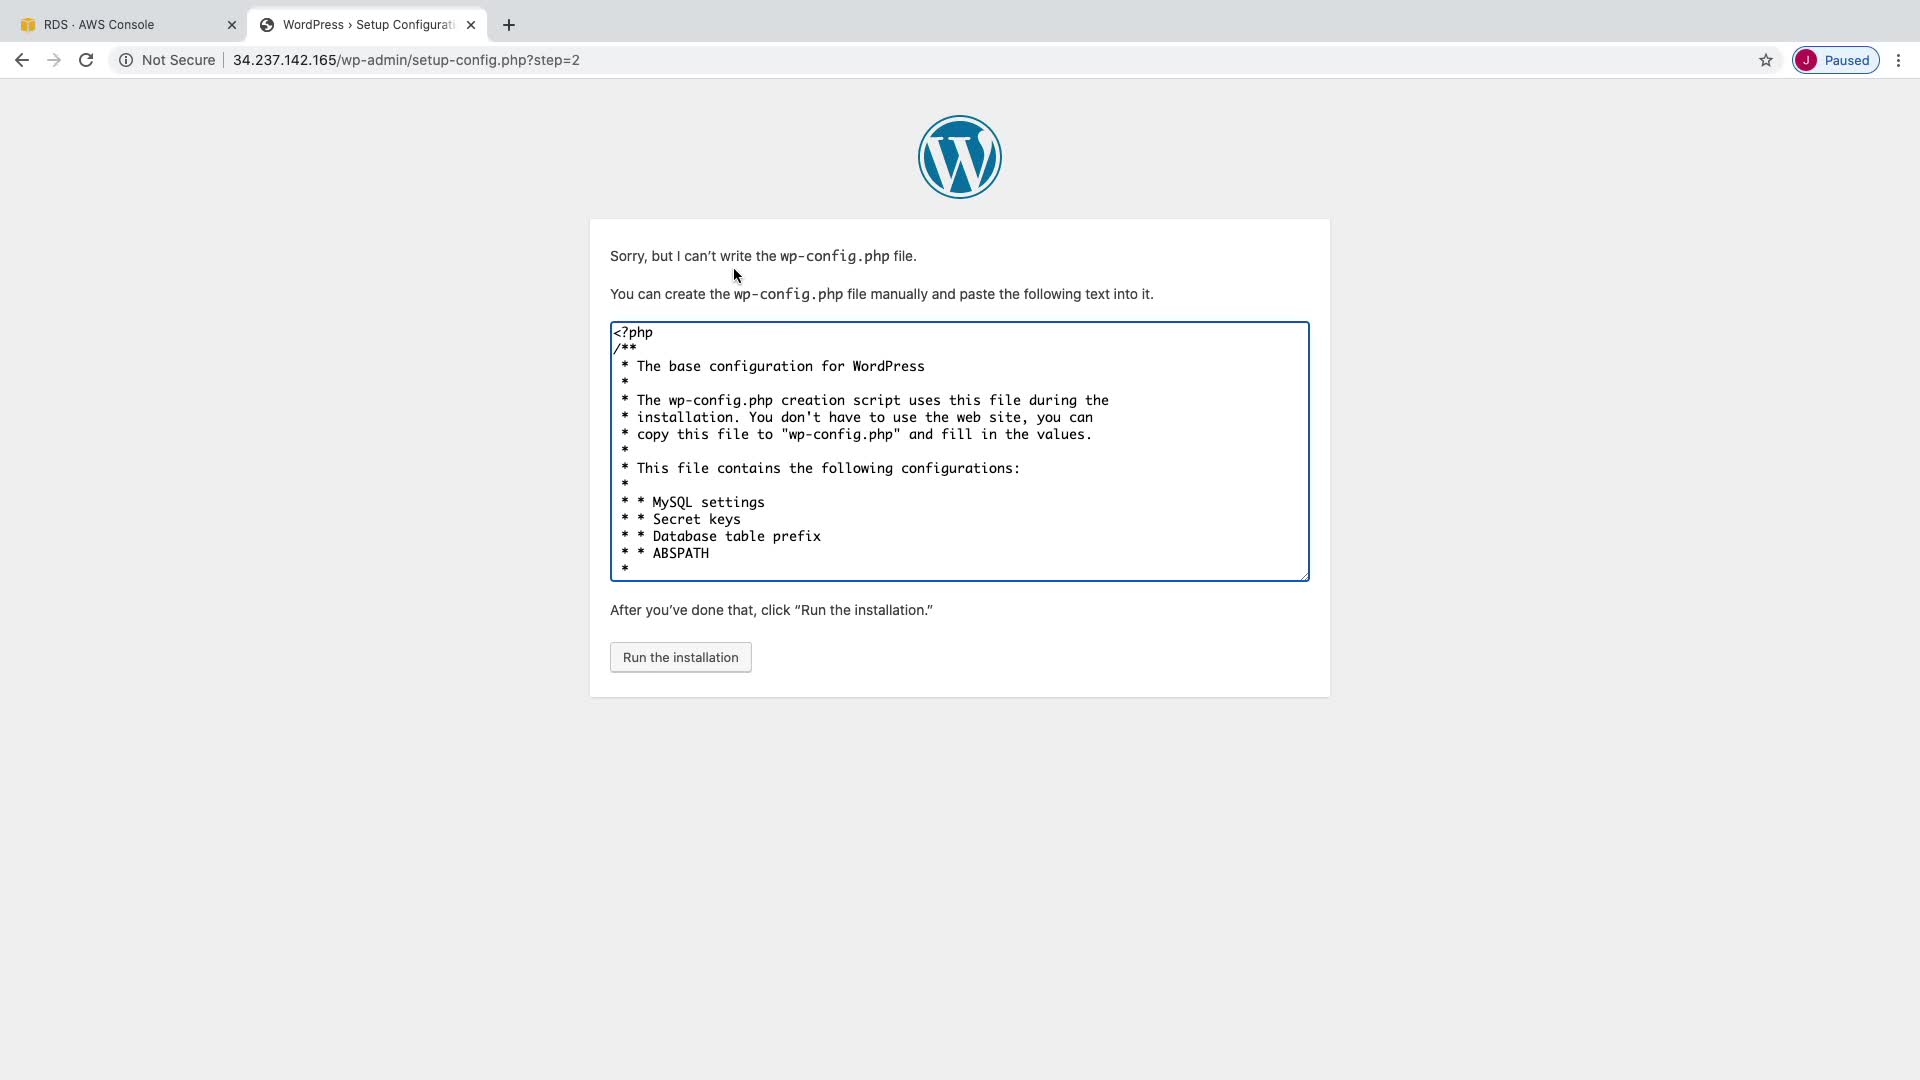 RDS · AWS Console
WordPress › Setup Configurati
Not Secure
34.237.142.165/wp-admin/setup-config.php?step=2
J
Paused
W
Sorry, but I can’t write the wp-config.php file.
You can create the wp-config.php file manually and paste the following text into it.
<?php
/**
* The base configuration for WordPress
*
* The wp-config.php creation script uses this file during the
* installation. You don't have to use the web site, you can
* copy this file to "wp-config.php" and fill in the values.
*
* This file contains the following configurations:
*
* * MySQL settings
* * Secret keys
* * Database table prefix
* * ABSPATH
*
After you’ve done that, click “Run the installation.”
Run the installation